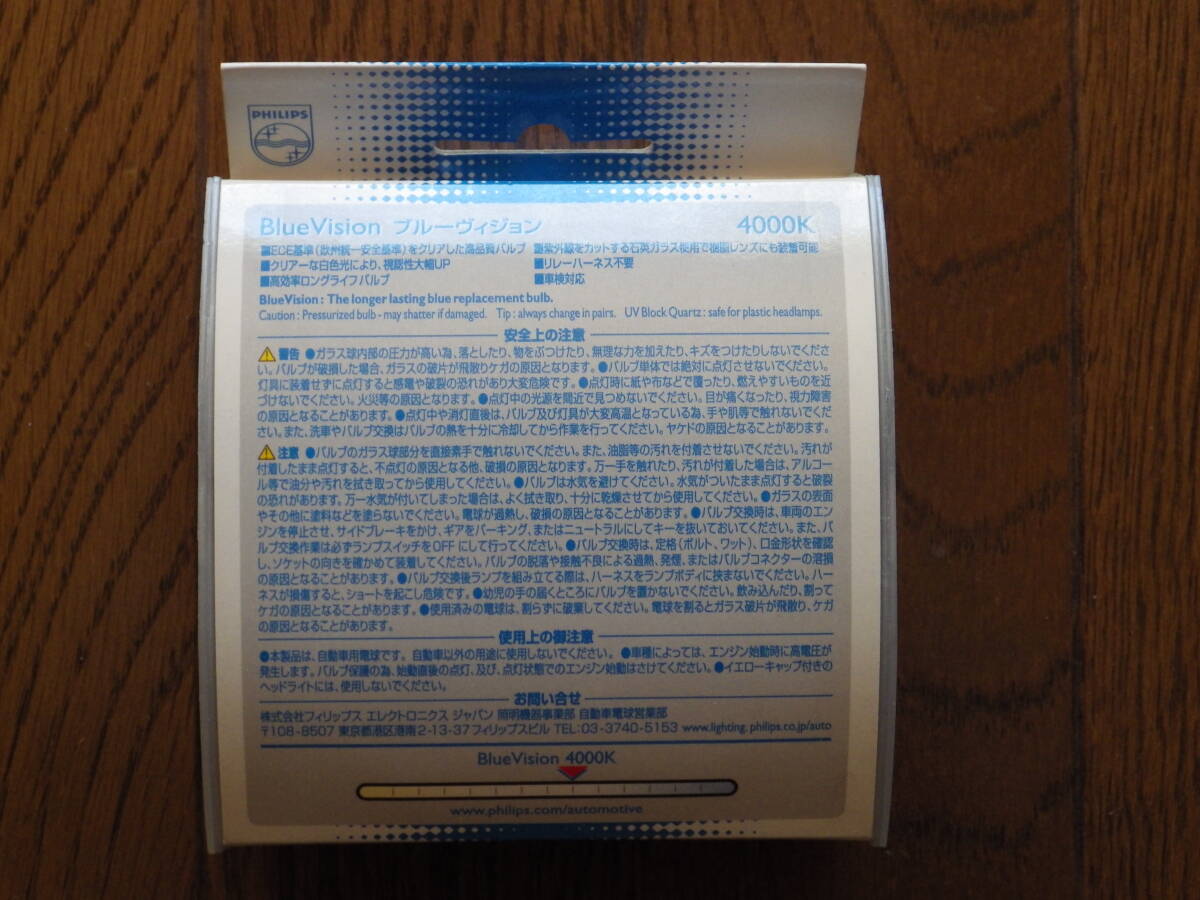 PHILIPS
BlueVision ブルーヴィジョン 4000K
■ECE基準(欧州統一安全基準)をクリアした高品質バルブ ■紫外線をカットする石英ガラス使用で樹脂レンズにも装着可能
■クリアーな白色光により、視認性大幅UP ■リレーハーネス不要
■高効率ロングライフバルブ ■車検対応
BlueVision : The longer lasting blue replacement bulb.
Caution : Pressurized bulb - may shatter if damaged. Tip : always change in pairs. UV Block Quartz : safe for plastic headlamps.
安全上の注意
警告 ●ガラス球内部の圧力が高い為、落としたり、物をぶつけたり、無理な力を加えたり、キズをつけたりしないでくださ
い。バルブが破損した場合、ガラスの破片が飛散りケガの原因となります。●バルブ単体では絶対に点灯させないでください。
灯具に装着せずに点灯すると感電や破裂の恐れがあり大変危険です。●点灯時に紙や布などで覆ったり、燃えやすいものを近
づけないでください。火災等の原因となります。●点灯中の光源を間近で見つめないでください。目が痛くなったり、視力障害
の原因となることがあります。●点灯中や消灯直後は、バルブ及び灯具が大変高温となっている為、手や肌等で触れないでくだ
さい。また、洗車やバルブ交換はバルブの熱を十分に冷却してから作業を行ってください。ヤケドの原因となることがあります。
注意 ●バルブのガラス球部分を直接素手で触れないでください。また、油脂等の汚れを付着させないでください。汚れが
付着したまま点灯すると、不点灯の原因となる他、破損の原因となります。万一手を触れたり、汚れが付着した場合は、アルコー
ル等で油分や汚れを拭き取ってから使用してください。●バルブは水気を避けてください。水気がついたまま点灯すると破裂
の恐れがあります。万一水気が付いてしまった場合は、よく拭き取り、十分に乾燥させてから使用してください。●ガラスの表面
やその他に塗料などを塗らないでください。電球が過熱し、破損の原因となることがあります。●バルブ交換時は、車両のエン
ジンを停止させ、サイドブレーキをかけ、ギアをパーキング、またはニュートラルにしてキーを抜いておいてください。また、バ
ルブ交換作業は必ずランプスイッチをOFFにして行ってください。●バルブ交換時は、定格(ボルト、ワット)、口金形状を確認
し、ソケットの向きを確かめて装着してください。バルブの脱落や接触不良による過熱、発煙、またはバルブコネクターの溶損
の原因となることがあります。●バルブ交換後ランプを組み立てる際は、ハーネスをランプボディに挟まないでください。ハー
ネスが損傷すると、ショートを起こし危険です。●幼児の手の届くところにバルブを置かないでください。飲み込んだり、割って
ケガの原因となることがあります。●使用済みの電球は、割らずに破棄してください。電球を割るとガラス破片が飛散り、ケガ
の原因となることがあります。
使用上の御注意
●本製品は、自動車用電球です。自動車以外の用途に使用しないでください。●車種によっては、エンジン始動時に高電圧が
発生します。バルブ保護の為、始動直後の点灯、及び、点灯状態でのエンジン始動はさけてください。●イエローキャップ付きの
ヘッドライトには、使用しないでください。
お問い合せ
株式会社フィリップス エレクトロニクス ジャパン 照明機器事業部 自動車電球営業部
〒108-8507 東京都港区港南2-13-37フィリップスビル TEL:03-3740-5153 www.lighting.philips.co.jp/auto
BlueVision 4000K
www.philips.com/automotive